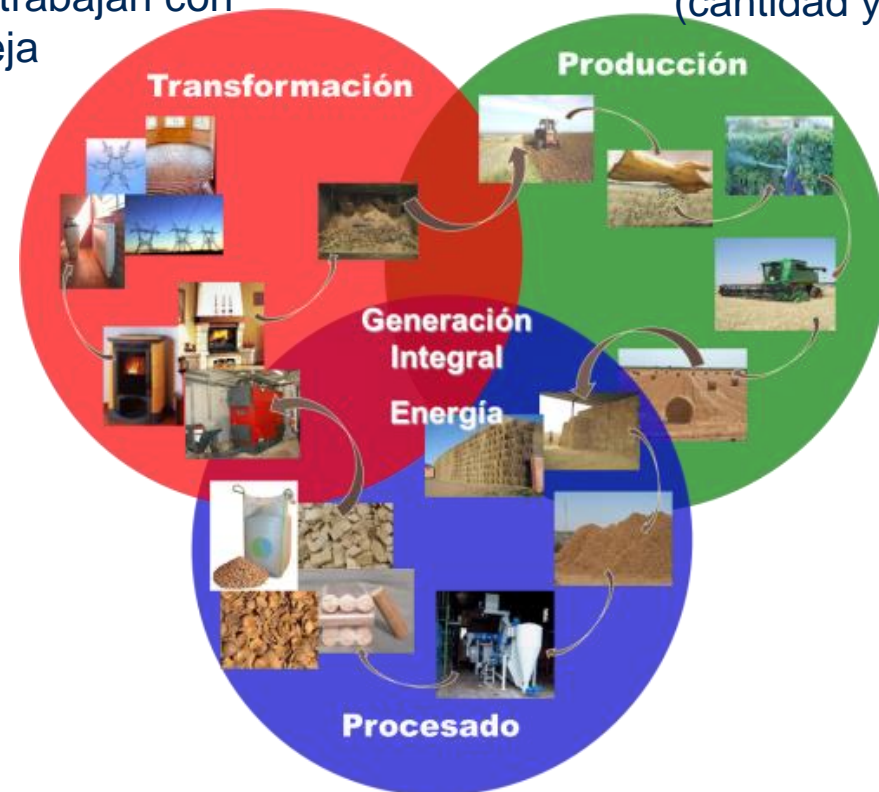 trabajan con
eja
(cantidad y
Transformación
Producción
Generación
Integral
Energía
Procesado